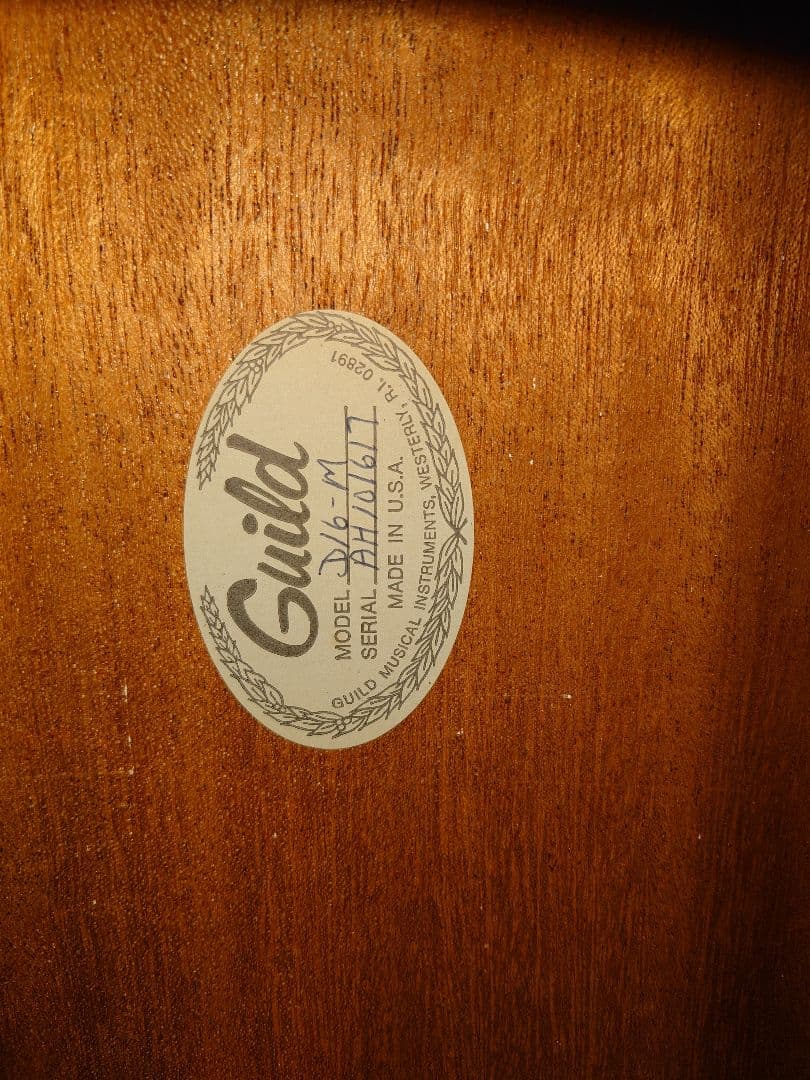 Guild
MODEL D16-M
SERIAL AH101617
MADE IN U.S.A.
GUILD MUSICAL INSTRUMENTS, WESTERLY, R.I. 02891